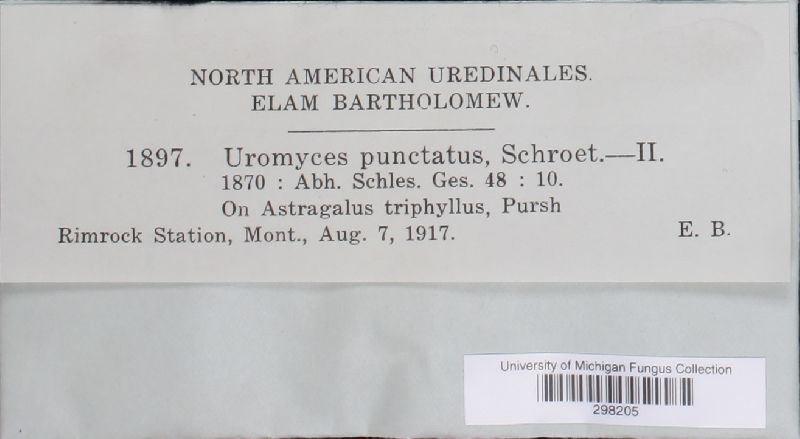 NORTH AMERICAN UREDINALES.
ELAM BARTHOLOMEW.
1897. Uromyces punctatus, Schroet.—II.
1870 : Abh. Schles. Ges. 48 : 10.
On Astragalus triphyllus, Pursh
Rimrock Station, Mont., Aug. 7, 1917. E. B.
University of Michigan Fungus Collection
298205